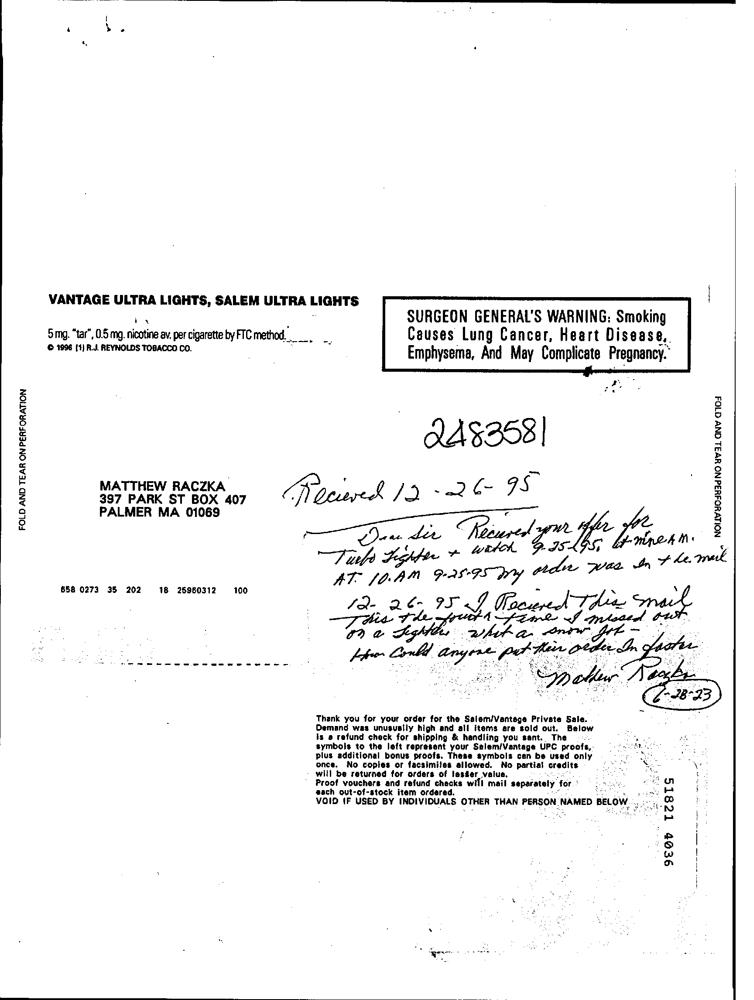 VANTAGE ULTRA LIGHTS, SALEM ULTRA LIGHTS
5 mg. "tar", 0.5 mg. nicotine av. per cigarette by FTC method.
© 1996 (1) R.J. REYNOLDS TOBACCO CO.
SURGEON GENERAL'S WARNING: Smoking
Causes Lung Cancer, Heart Disease,
Emphysema, And May Complicate Pregnancy.
FOLD AND TEAR ON PERFORATION
FOLD AND TEAR ON PERFORATION
2483581
MATTHEW RACZKA
397 PARK ST BOX 407
PALMER MA 01069
658 0273 35 202 18 25960312 100
Recieved 12-26-95
Dear Sir Recieved your offer for
Turbo Lighter + watch 9-25-95, at nine A M.
AT 10. AM 9-25-95 my order was in the mail
12-26-95 I Recieved This mail
This the fourth time I missed out
on a Lighter what a snow
How Could anyone put their order In faster
Matthew Raczka
6-28-23
Thank you for your order for the Salem/Vantage Private Sale.
Demand was unusually high and all items are sold out. Below
is a refund check for shipping & handling you sent. The
symbols to the left represent your Salem/Vantage UPC proofs,
plus additional bonus proofs. These symbols can be used only
once. No copies or facsimiles allowed. No partial credits
will be returned for orders of lesser value.
Proof vouchers and refund checks will mail separately for
each out-of-stock item ordered.
VOID IF USED BY INDIVIDUALS OTHER THAN PERSON NAMED BELOW
51821 4036